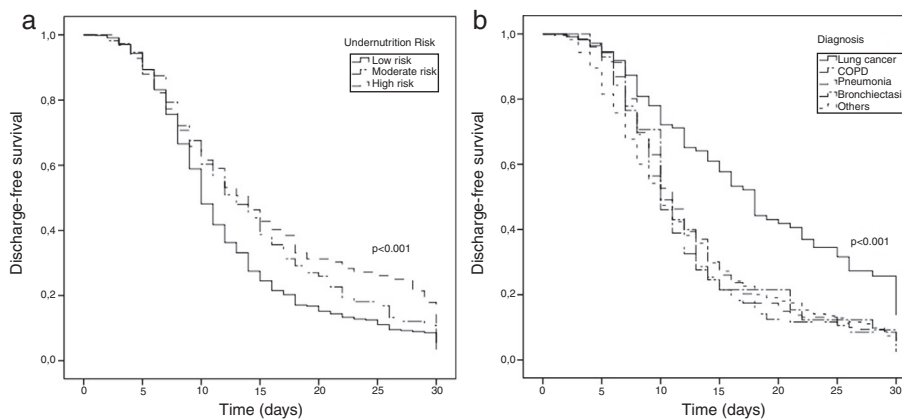 a
Undernutrition Risk
Low risk
Moderate risk
High risk
Discharge-free survival
1,0
0,8
0,6
0,4
0,2
0,0
p<0.001
0 5 10 15 20 25 30
Time (days)
b
Diagnosis
Lung cancer
COPD
Pneumonia
Bronchiectasi
Others
Discharge-free survival
1,0
0,8
0,6
0,4
0,2
0,0
p<0.001
0 5 10 15 20 25 30
Time (days)